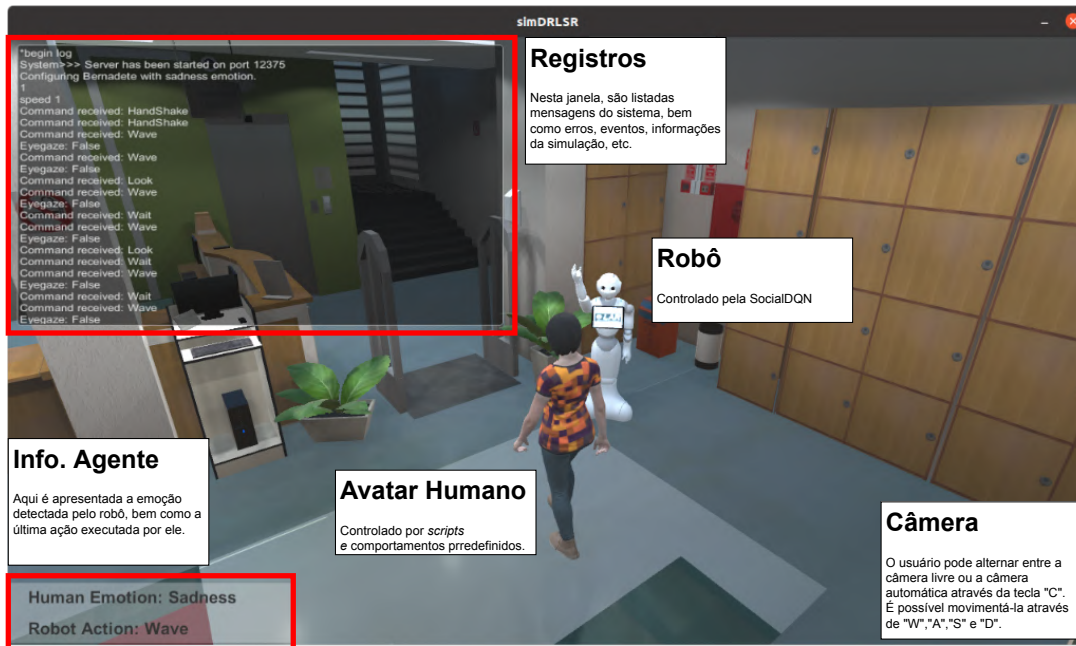 simDRLSR
*begin log
System>>> Server has been started on port 12375
Configuring Bernadete with sadness emotion.
1
speed 1
Command received: HandShake
Command received: HandShake
Command received: Wave
Eyegaze: False
Command received: Wave
Eyegaze: False
Command received: Look
Command received: Wave
Eyegaze: False
Command received: Wait
Command received: Wave
Eyegaze: False
Command received: Look
Command received: Wait
Command received: Wave
Eyegaze: False
Command received: Wait
Command received: Wave
Eyegaze: False
Registros
Nesta janela, são listadas
mensagens do sistema, bem
como erros, eventos, informações
da simulação, etc.
Robô
Controlado pela SocialDQN
Info. Agente
Aqui é apresentada a emoção
detectada pelo robô, bem como a
última ação executada por ele.
Avatar Humano
Controlado por scripts
e comportamentos prredefinidos.
Câmera
O usuário pode alternar entre a
câmera livre ou a câmera
automática através da tecla "C".
É possível movimentá-la através
de "W","A","S" e "D".
Human Emotion: Sadness
Robot Action: Wave